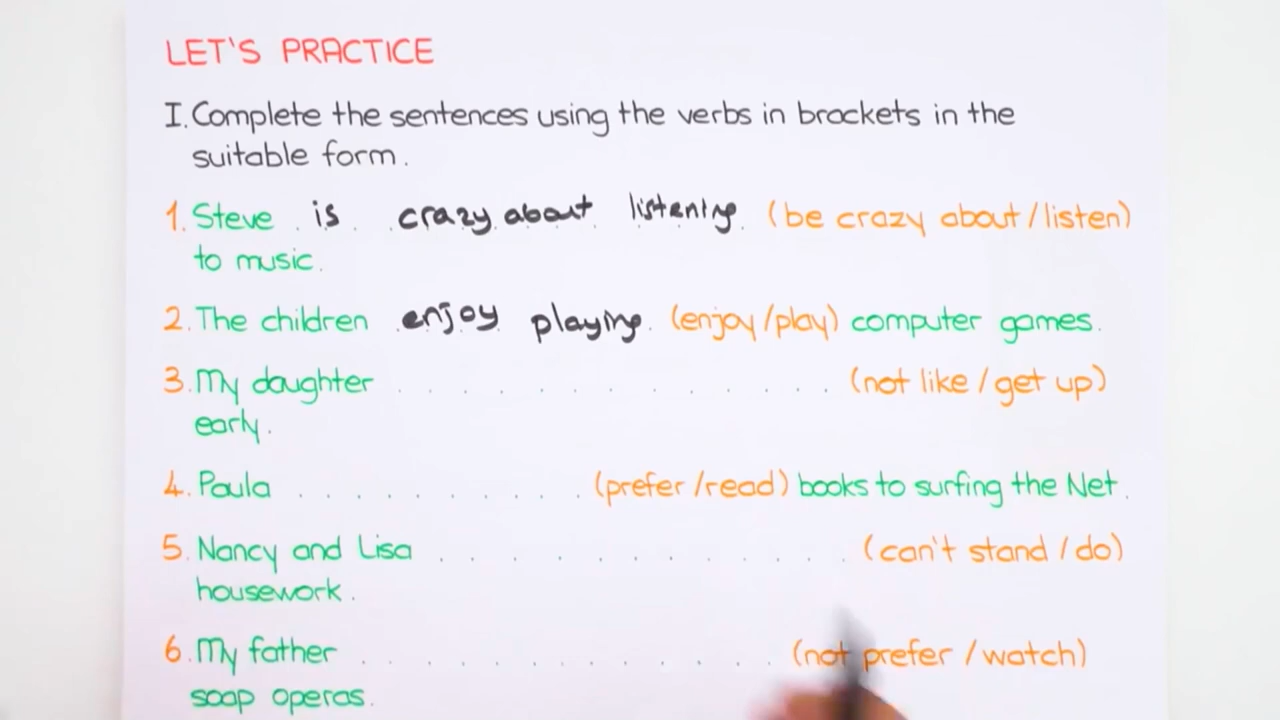 LET'S PRACTICE
I. Complete the sentences using the verbs in brackets in the
suitable form.
1. Steve is crazy about listening (be crazy about / listen)
to music.
2. The children enjoy playing (enjoy / play) computer games.
3. My daughter . . . . . . . . . . . . . (not like / get up)
early.
4. Paula . . . . . . . . . . . (prefer / read) books to surfing the Net.
5. Nancy and Lisa . . . . . . . . . . . . . (can't stand / do)
housework.
6. My father . . . . . . . . . . . . . (not prefer / watch)
soap operas.